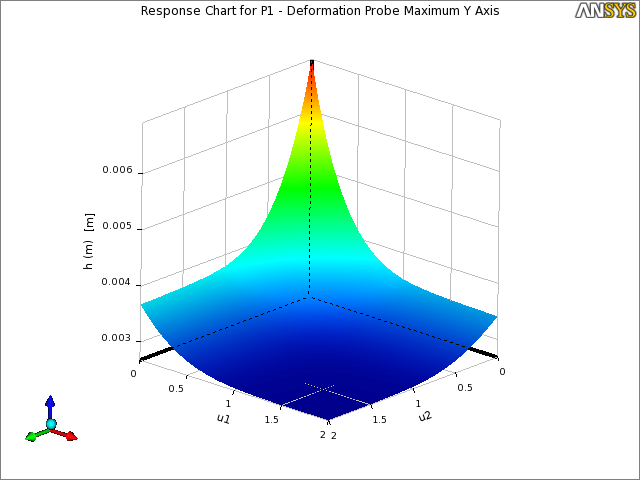 Response Chart for P1 - Deformation Probe Maximum Y Axis
ANSYS
0.006
0.005
h (m) [m]
0.004
0.003
0
0
0.5
0.5
1
1
u1
u2
1.5
1.5
2
2